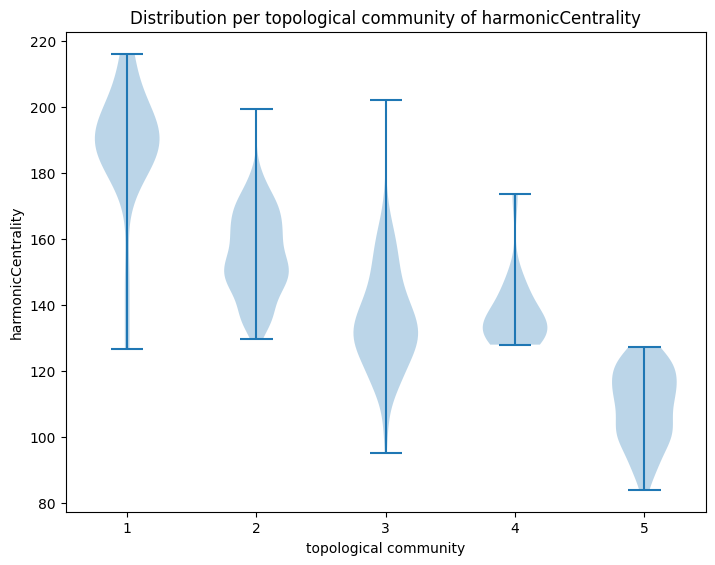 Distribution per topological community of harmonicCentrality
220
200
180
160
140
120
100
80
harmonicCentrality
1 2 3 4 5
topological community